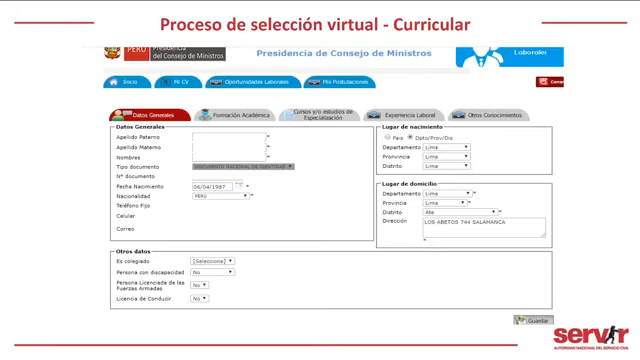 Proceso de selección virtual - Curricular
PERÚ
Presidencia
del Consejo de Ministros
Presidencia de Consejo de Ministros
Laborales
Inicio
Mi CV
Oportunidades Laborales
Mis Postulaciones
Datos Generales
Formación Académica
Cursos y/o estudios de
Especialización
Experiencia Laboral
Otros Conocimientos
Datos Generales
Apellido Paterno *
Apellido Materno *
Nombres *
Tipo documento DOCUMENTO NACIONAL DE IDENTIDAD
N° documento
Fecha Nacimiento 06/04/1987 *
Nacionalidad PERÚ *
Teléfono Fijo
Celular
Correo
Lugar de nacimiento
Pais Dpto/Prov/Dis
Departamento Lima
Provincia Lima
Distrito Lima
Lugar de domicilio
Departamento Lima *
Provincia Lima *
Distrito Ate *
Dirección LOS ABETOS 744 SALAMANCA
*
Otros datos
Es colegiado [Seleccione]
Persona con discapacidad No
Persona Licenciada de las
Fuerzas Armadas No
Licencia de Conducir No
Guardar
servir
AUTORIDAD NACIONAL DEL SERVICIO CIVIL